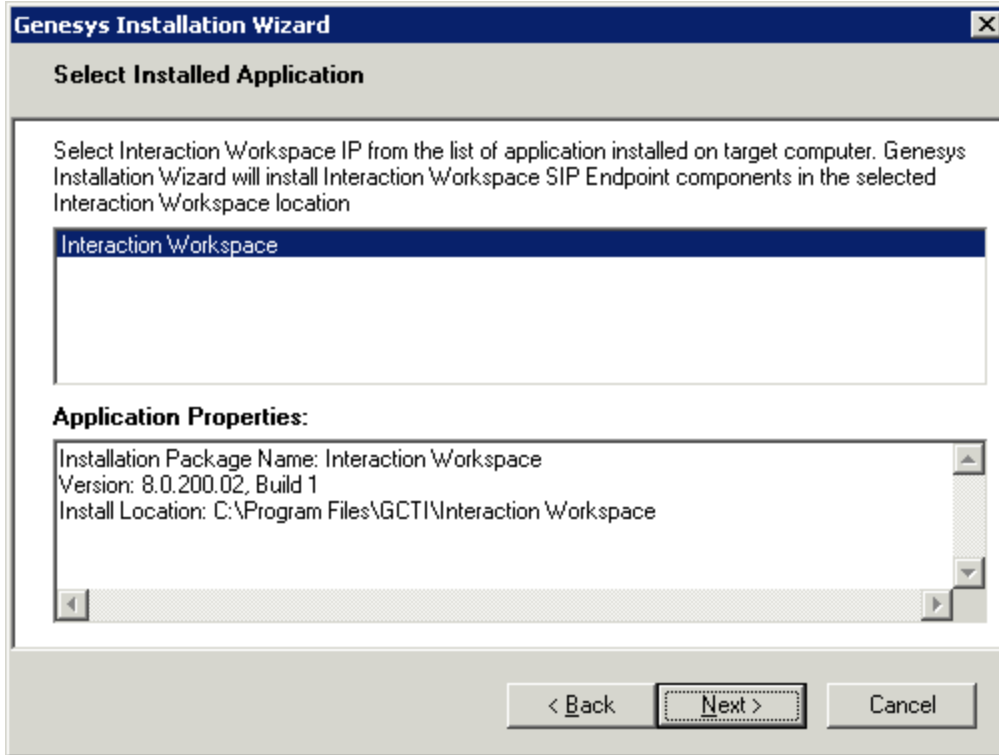 Genesys Installation Wizard
Select Installed Application
Select Interaction Workspace IP from the list of application installed on target computer. Genesys
Installation Wizard will install Interaction Workspace SIP Endpoint components in the selected
Interaction Workspace location
Interaction Workspace
Application Properties:
Installation Package Name: Interaction Workspace
Version: 8.0.200.02, Build 1
Install Location: C:\Program Files\GCTI\Interaction Workspace
< Back Next > Cancel